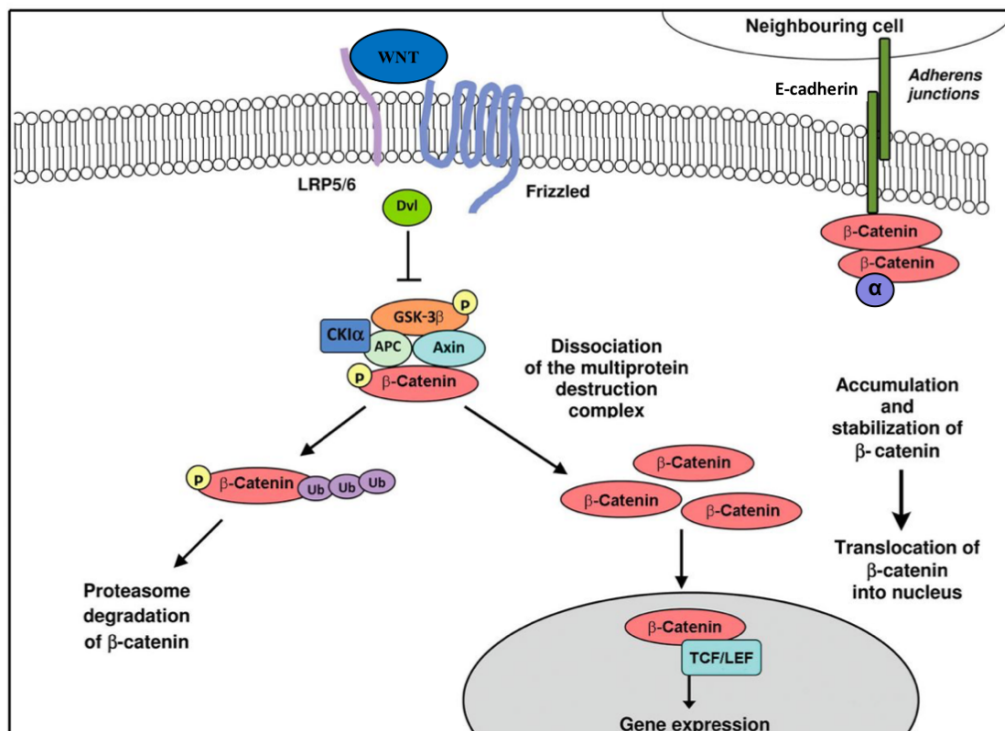 Neighbouring cell
WNT
E-cadherin
Adherens
junctions
LRP5/6
Frizzled
Dvl
β-Catenin
β-Catenin
α
P
GSK-3β
CKIα
APC
Axin
P
β-Catenin
Dissociation
of the multiprotein
destruction
complex
Accumulation
and
stabilization of
β- catenin
P
β-Catenin
Ub
Ub
Ub
β-Catenin
β-Catenin
β-Catenin
Translocation of
β-catenin
into nucleus
Proteasome
degradation
of β-catenin
β-Catenin
TCF/LEF
Gene expression